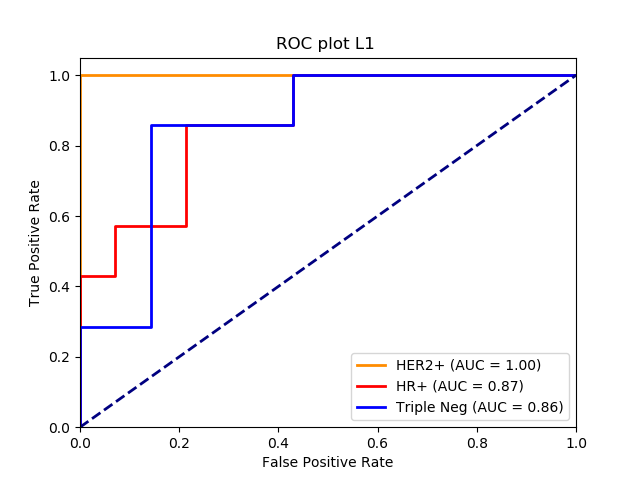 ROC plot L1
1.0
0.8
0.6
0.4
0.2
0.0
True Positive Rate
HER2+ (AUC = 1.00)
HR+ (AUC = 0.87)
Triple Neg (AUC = 0.86)
0.0 0.2 0.4 0.6 0.8 1.0
False Positive Rate